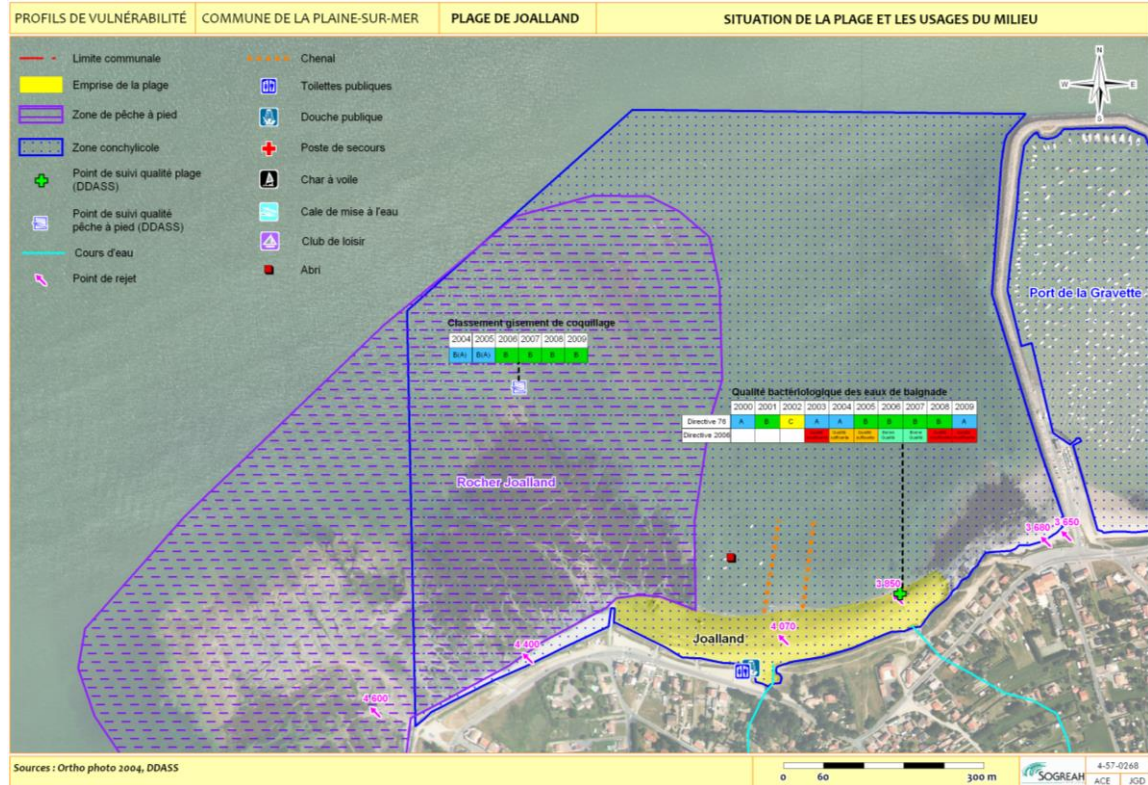 PROFILS DE VULNÉRABILITÉ
COMMUNE DE LA PLAINE-SUR-MER
PLAGE DE JOALLAND
SITUATION DE LA PLAGE ET LES USAGES DU MILIEU
Limite communale
Emprise de la plage
Zone de pêche à pied
Zone conchylicole
Point de suivi qualité plage
(DDASS)
Point de suivi qualité
pêche à pied (DDASS)
Cours d'eau
Point de rejet
Chenal
Toilettes publiques
Douche publique
Poste de secours
Char à voile
Cale de mise à l'eau
Club de loisir
Abri
N
W E
S
Port de la Gravette
Classement gisement de coquillage
2004 2005 2006 2007 2008 2009
B(A) B(A) B B B B
Qualité bactériologique des eaux de baignade
2000 2001 2002 2003 2004 2005 2006 2007 2008 2009
Directive 76 A B C A A B B B B A
Directive 2006
Rocher Joalland
3 680
3 650
3 850
4 070
Joalland
4 400
4 600
Sources : Ortho photo 2004, DDASS
0 60 300 m
SOGREAH
4-57-0268
ACE JGD